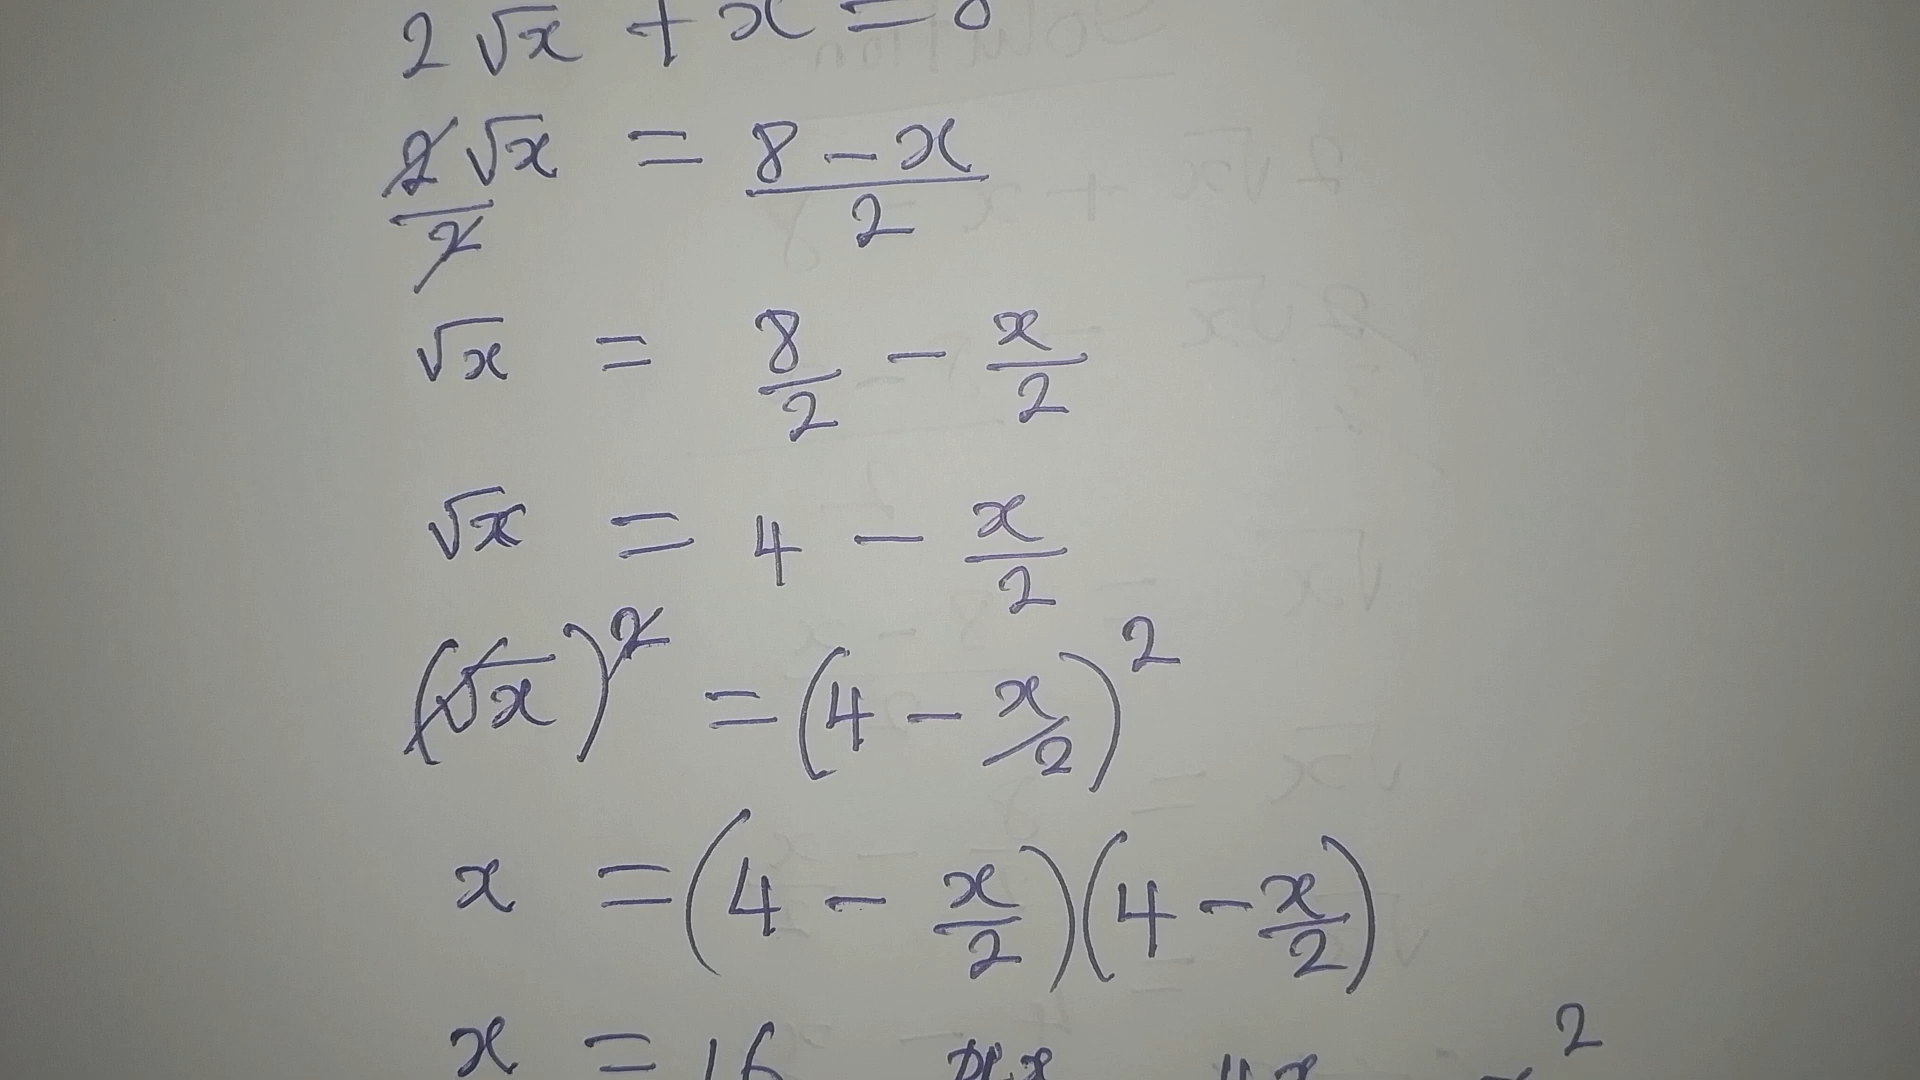 2√x + x = 8
2√x/2 = (8 - x)/2
√x = 8/2 - x/2
√x = 4 - x/2
(√x)² = (4 - x/2)²
x = (4 - x/2)(4 - x/2)
x = 16